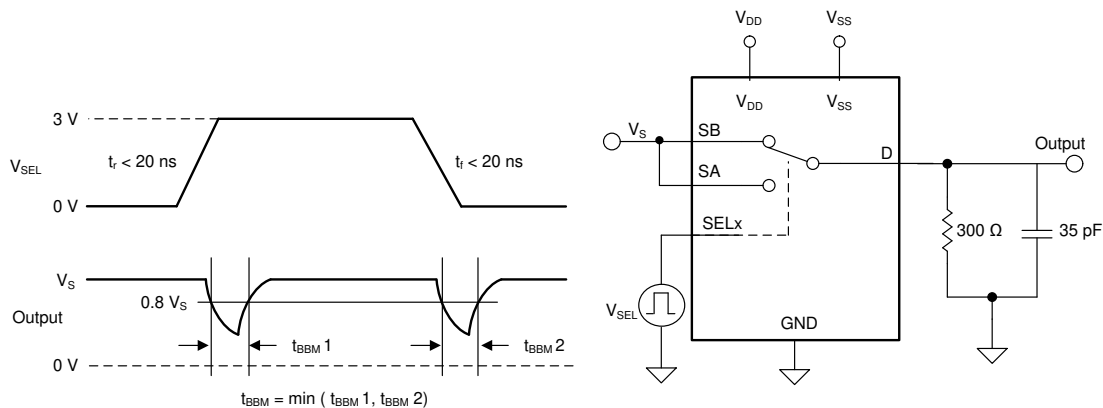 3 V
V_SEL
t_r < 20 ns
t_f < 20 ns
0 V
V_S
0.8 V_S
Output
t_BBM 1
t_BBM 2
0 V
t_BBM = min ( t_BBM 1, t_BBM 2)
V_DD
V_SS
V_DD
V_SS
V_S
SB
D
Output
SA
SELx
300 Ω
35 pF
V_SEL
GND